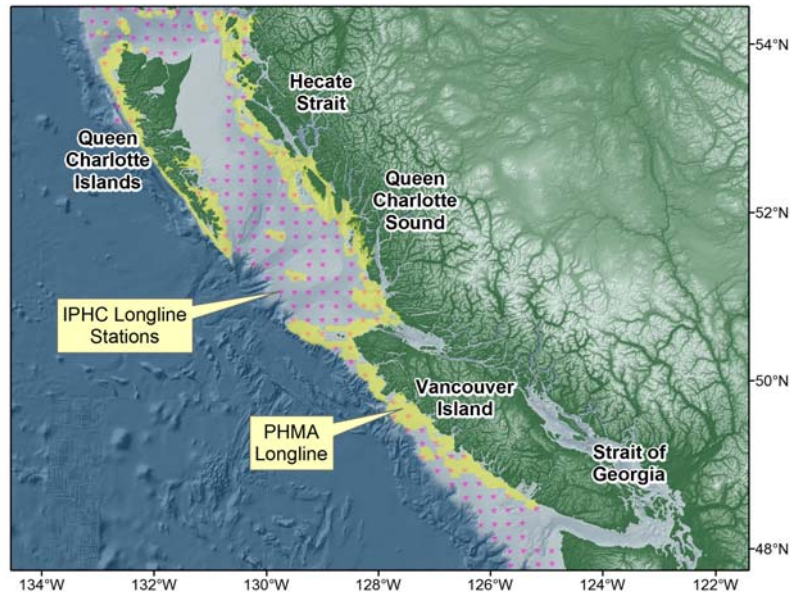 54°N
Hecate
Strait
Queen
Charlotte
Islands
Queen
Charlotte
Sound
52°N
IPHC Longline
Stations
50°N
Vancouver
Island
PHMA
Longline
Strait of
Georgia
48°N
134°W
132°W
130°W
128°W
126°W
124°W
122°W